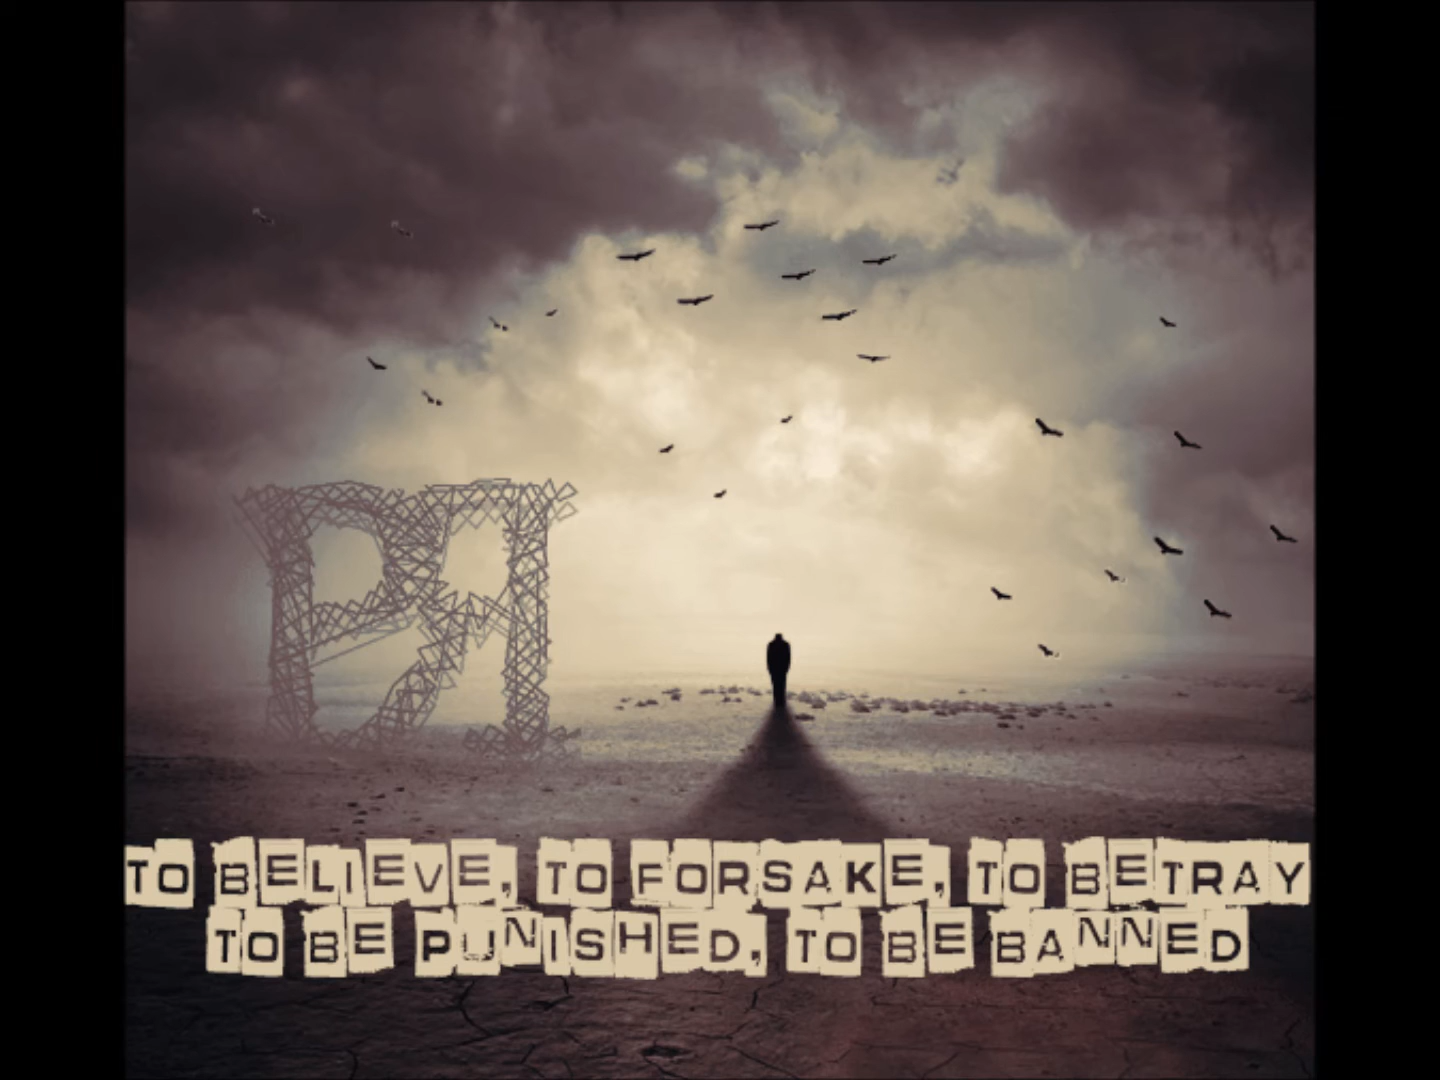 TO BELIEVE, TO FORSAKE, TO BETRAY
TO BE PUNISHED, TO BE BANNED